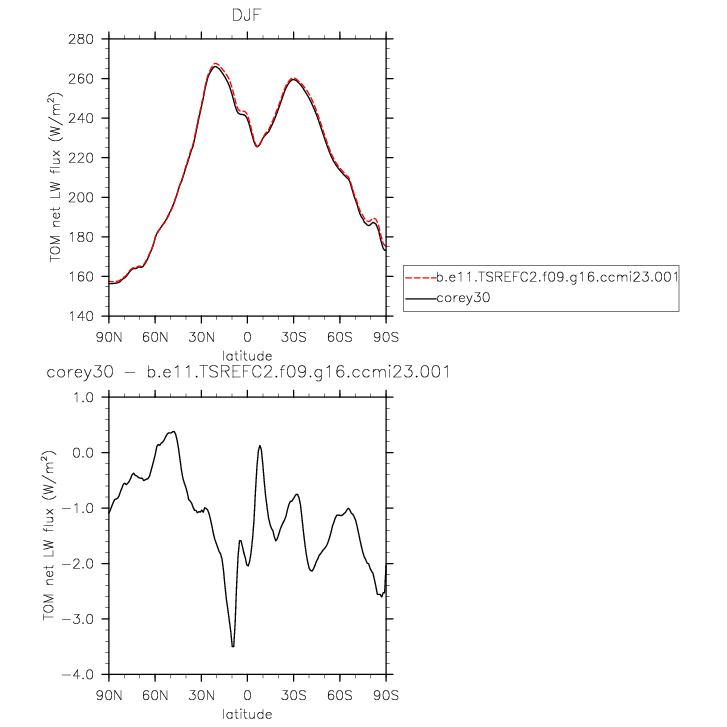 DJF
280
260
240
220
200
180
160
140
TOM net LW flux (W/m²)
90N 60N 30N 0 30S 60S 90S
latitude
b.e11.TSREFC2.f09.g16.ccmi23.001
corey30
corey30 − b.e11.TSREFC2.f09.g16.ccmi23.001
1.0
0.0
−1.0
−2.0
−3.0
−4.0
TOM net LW flux (W/m²)
90N 60N 30N 0 30S 60S 90S
latitude